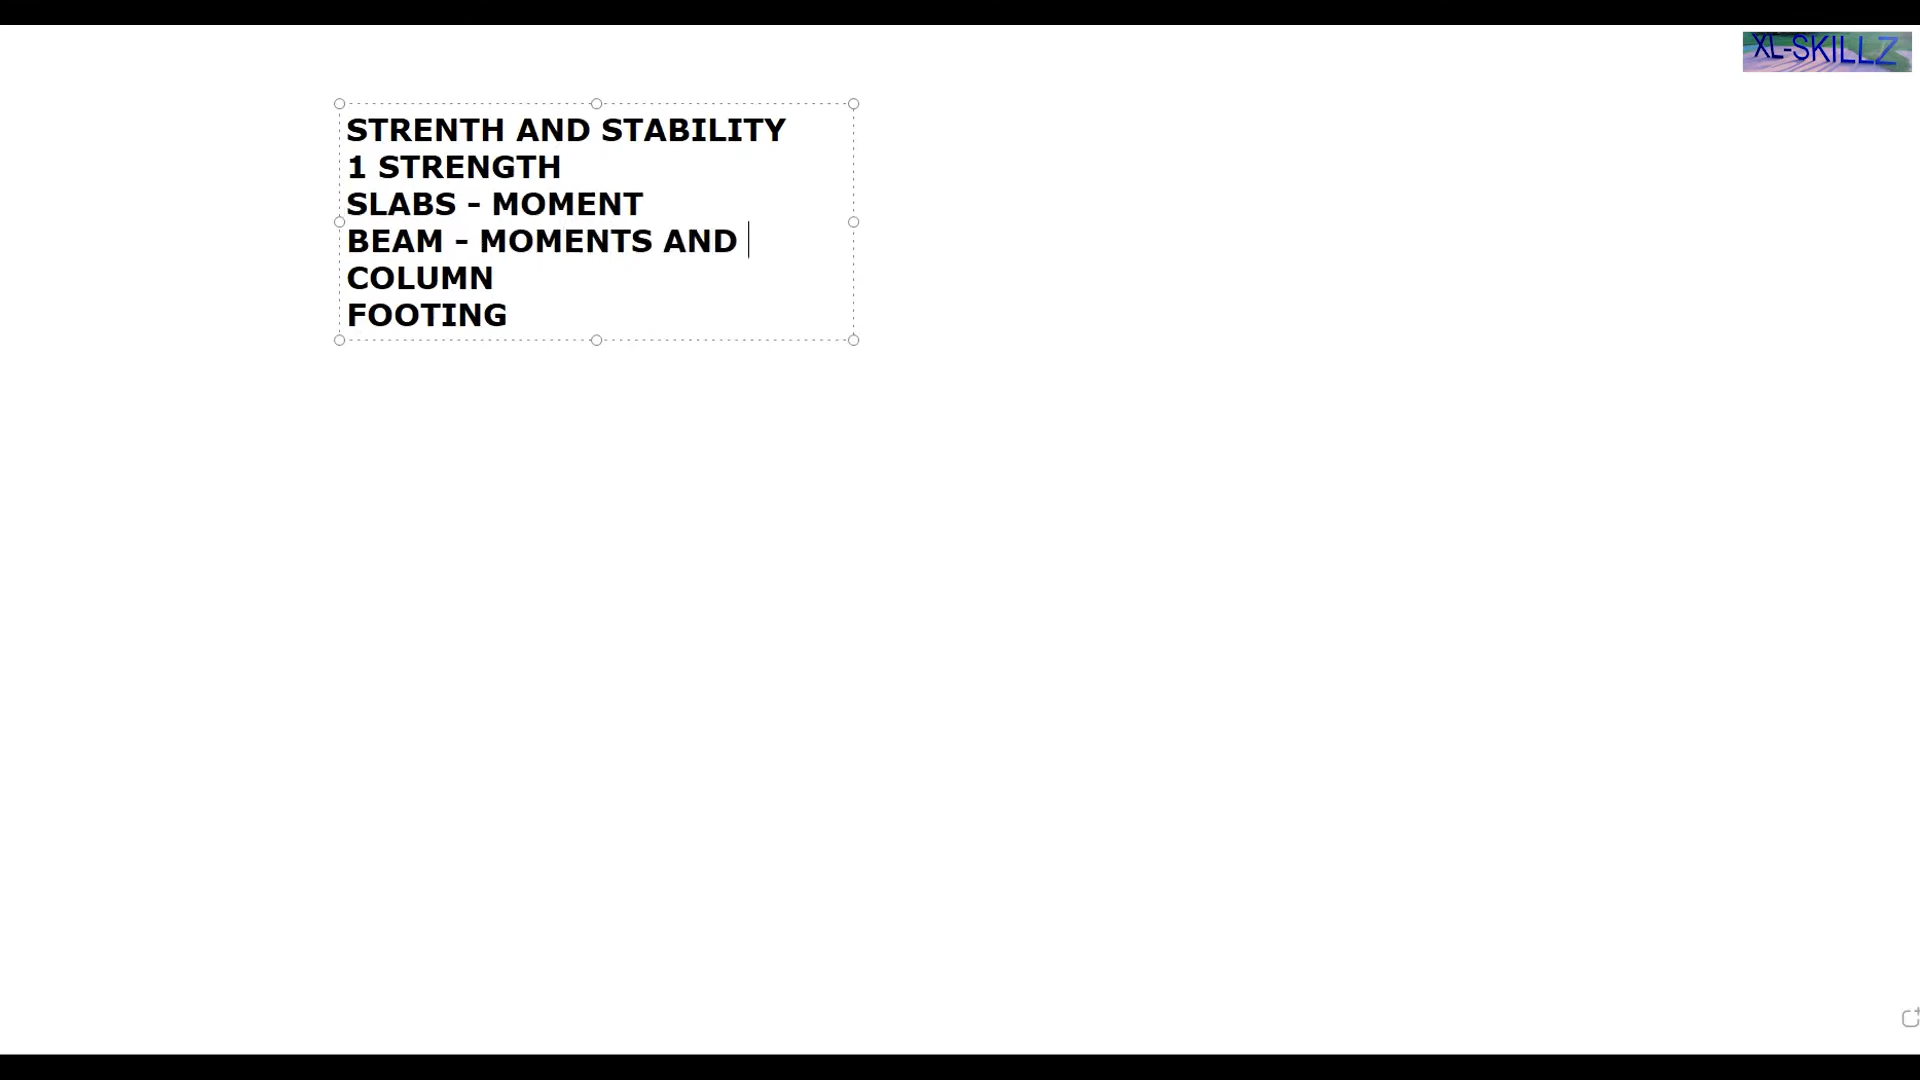 XL-SKILLZ
STRENTH AND STABILITY
1 STRENGTH
SLABS - MOMENT
BEAM - MOMENTS AND
COLUMN
FOOTING